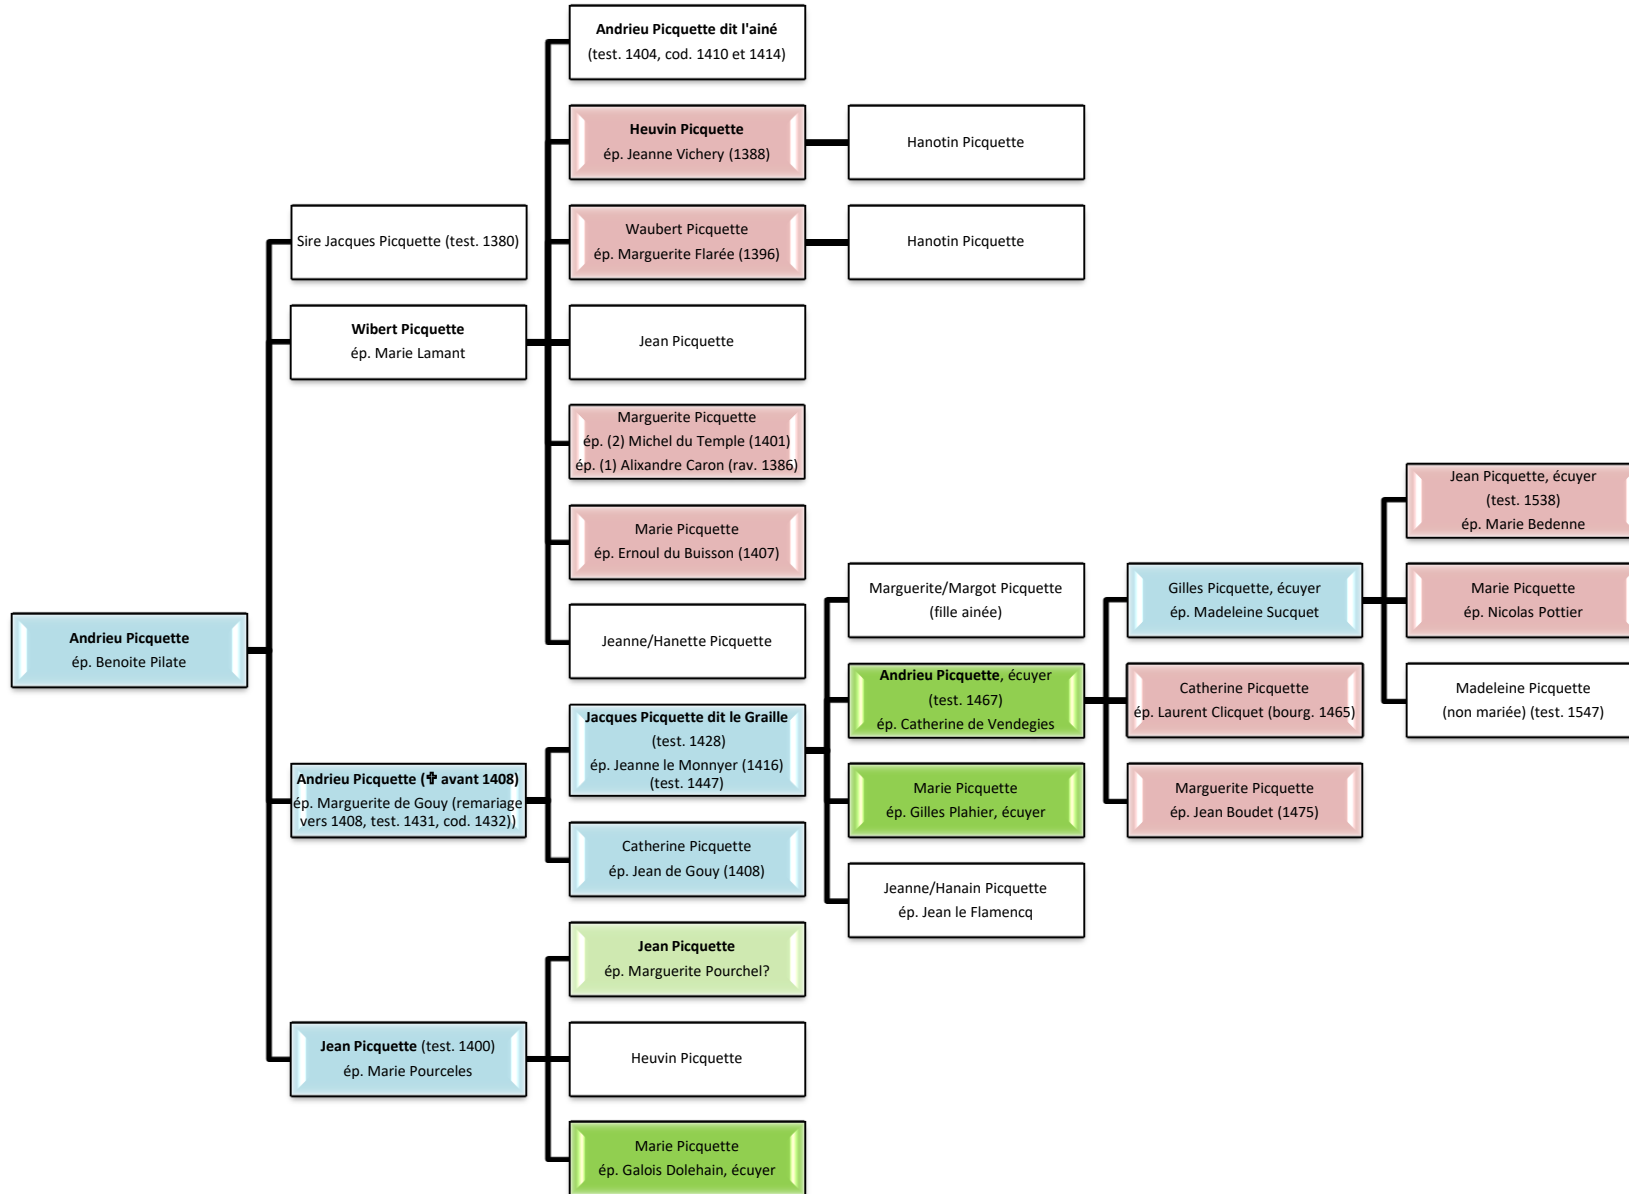 Andrieu Picquette
ép. Benoite Pilate
Sire Jacques Picquette (test. 1380)
Wibert Picquette
ép. Marie Lamant
Andrieu Picquette dit l'ainé
(test. 1404, cod. 1410 et 1414)
Heuvin Picquette
ép. Jeanne Vichery (1388)
Hanotin Picquette
Waubert Picquette
ép. Marguerite Flarée (1396)
Hanotin Picquette
Jean Picquette
Marguerite Picquette
ép. (2) Michel du Temple (1401)
ép. (1) Alixandre Caron (rav. 1386)
Marie Picquette
ép. Ernoul du Buisson (1407)
Jeanne/Hanette Picquette
Andrieu Picquette (✞ avant 1408)
ép. Marguerite de Gouy (remariage
vers 1408, test. 1431, cod. 1432))
Jacques Picquette dit le Graille
(test. 1428)
ép. Jeanne le Monnyer (1416)
(test. 1447)
Marguerite/Margot Picquette
(fille ainée)
Andrieu Picquette, écuyer
(test. 1467)
ép. Catherine de Vendegies
Gilles Picquette, écuyer
ép. Madeleine Sucquet
Jean Picquette, écuyer
(test. 1538)
ép. Marie Bedenne
Marie Picquette
ép. Nicolas Pottier
Madeleine Picquette
(non mariée) (test. 1547)
Catherine Picquette
ép. Laurent Clicquet (bourg. 1465)
Marguerite Picquette
ép. Jean Boudet (1475)
Marie Picquette
ép. Gilles Plahier, écuyer
Jeanne/Hanain Picquette
ép. Jean le Flamencq
Catherine Picquette
ép. Jean de Gouy (1408)
Jean Picquette (test. 1400)
ép. Marie Pourceles
Jean Picquette
ép. Marguerite Pourchel?
Heuvin Picquette
Marie Picquette
ép. Galois Dolehain, écuyer